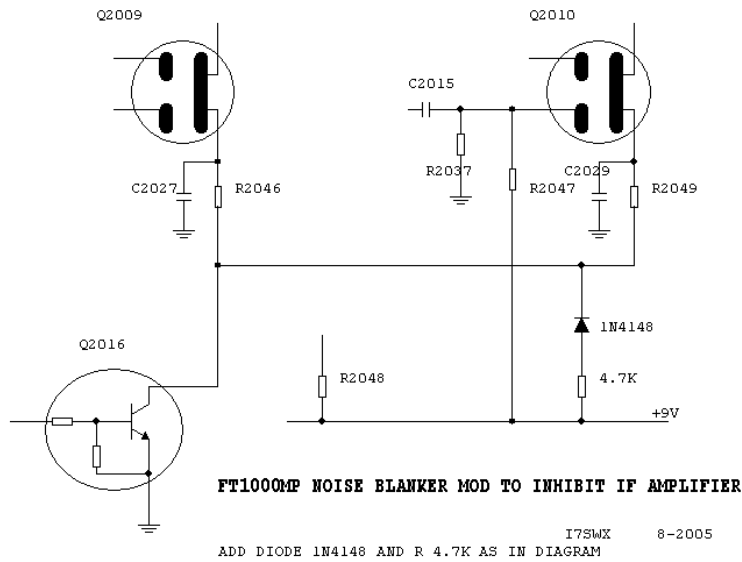 Q2009
Q2010
C2015
C2027
R2046
R2037
R2047
C2029
R2049
1N4148
Q2016
R2048
4.7K
+9V
FT1000MP NOISE BLANKER MOD TO INHIBIT IF AMPLIFIER
I7SWX 8-2005
ADD DIODE 1N4148 AND R 4.7K AS IN DIAGRAM